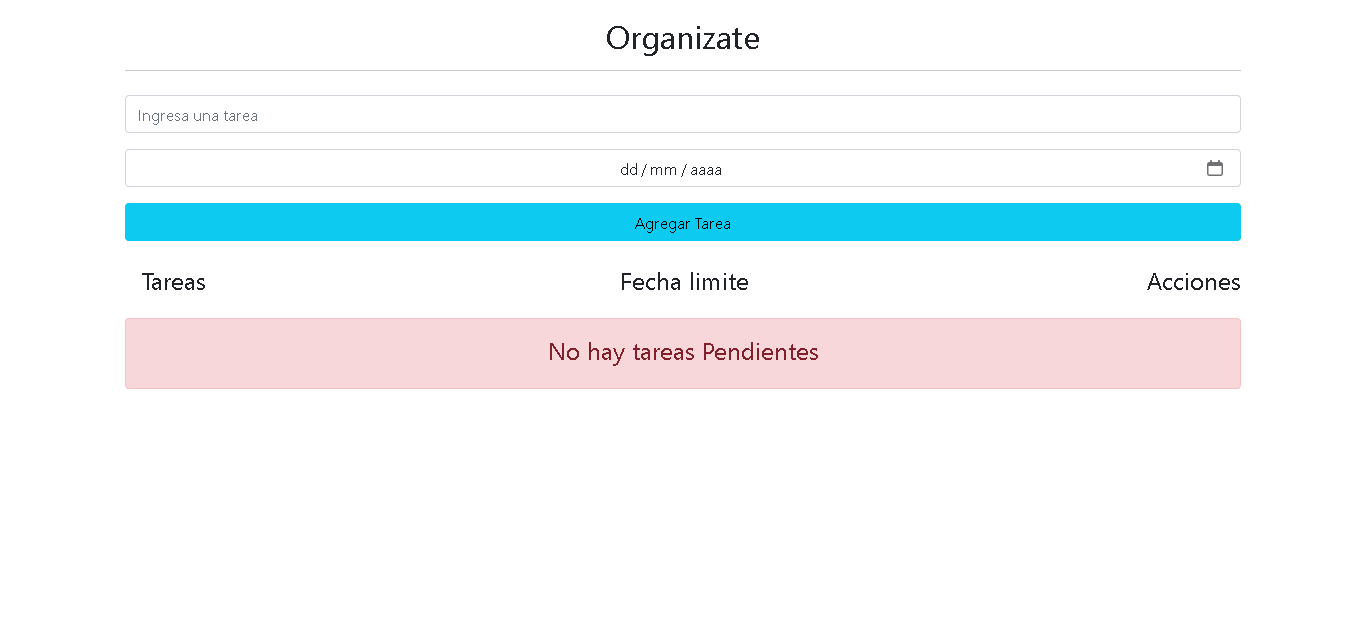 Organizate
Ingresa una tarea
dd / mm / aaaa
Agregar Tarea
Tareas Fecha limite Acciones
No hay tareas Pendientes